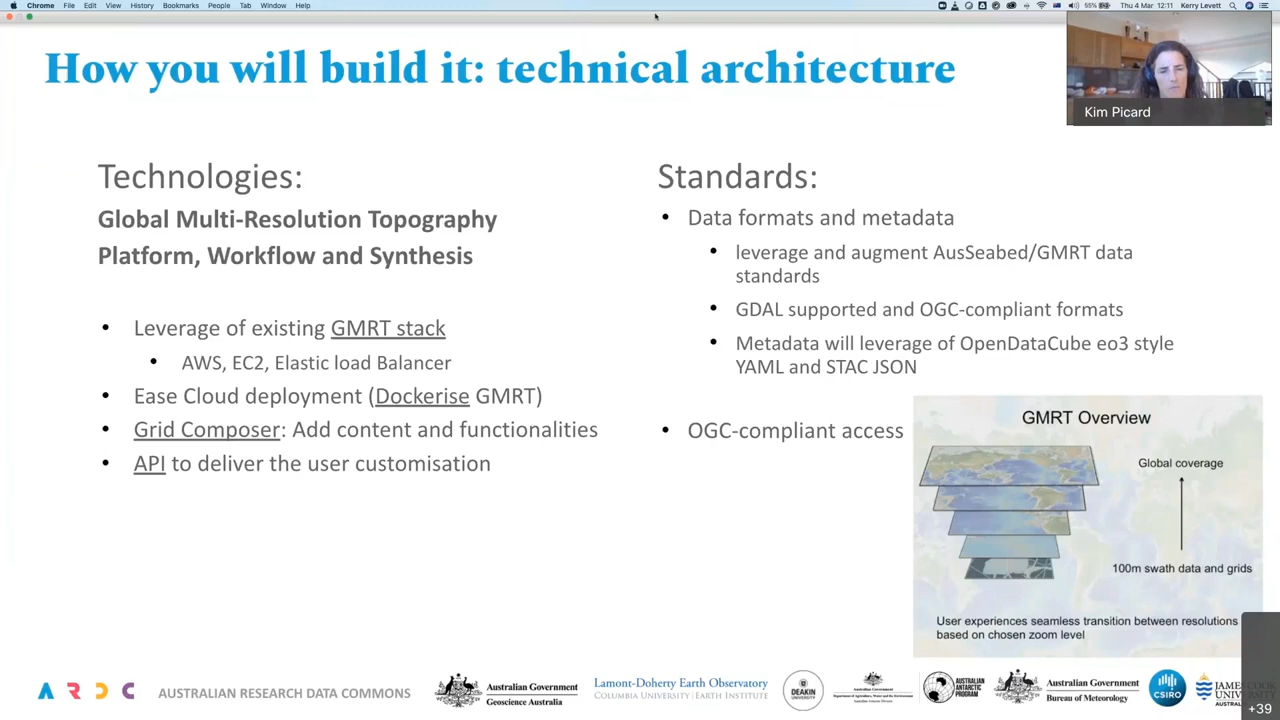 Chrome File Edit View History Bookmarks People Tab Window Help
55% Thu 4 Mar 12:11 Kerry Levett
How you will build it: technical architecture
Kim Picard
Technologies:
Global Multi-Resolution Topography
Platform, Workflow and Synthesis
Leverage of existing GMRT stack
AWS, EC2, Elastic load Balancer
Ease Cloud deployment (Dockerise GMRT)
Grid Composer: Add content and functionalities
API to deliver the user customisation
Standards:
Data formats and metadata
leverage and augment AusSeabed/GMRT data
standards
GDAL supported and OGC-compliant formats
Metadata will leverage of OpenDataCube eo3 style
YAML and STAC JSON
OGC-compliant access
GMRT Overview
Global coverage
100m swath data and grids
User experiences seamless transition between resolutions
based on chosen zoom level
ARDC AUSTRALIAN RESEARCH DATA COMMONS
Australian Government
Geoscience Australia
Lamont-Doherty Earth Observatory
COLUMBIA UNIVERSITY | EARTH INSTITUTE
DEAKIN
UNIVERSITY
Australian Government
AUSTRALIAN
ANTARCTIC
PROGRAM
Australian Government
Bureau of Meteorology
CSIRO
+39